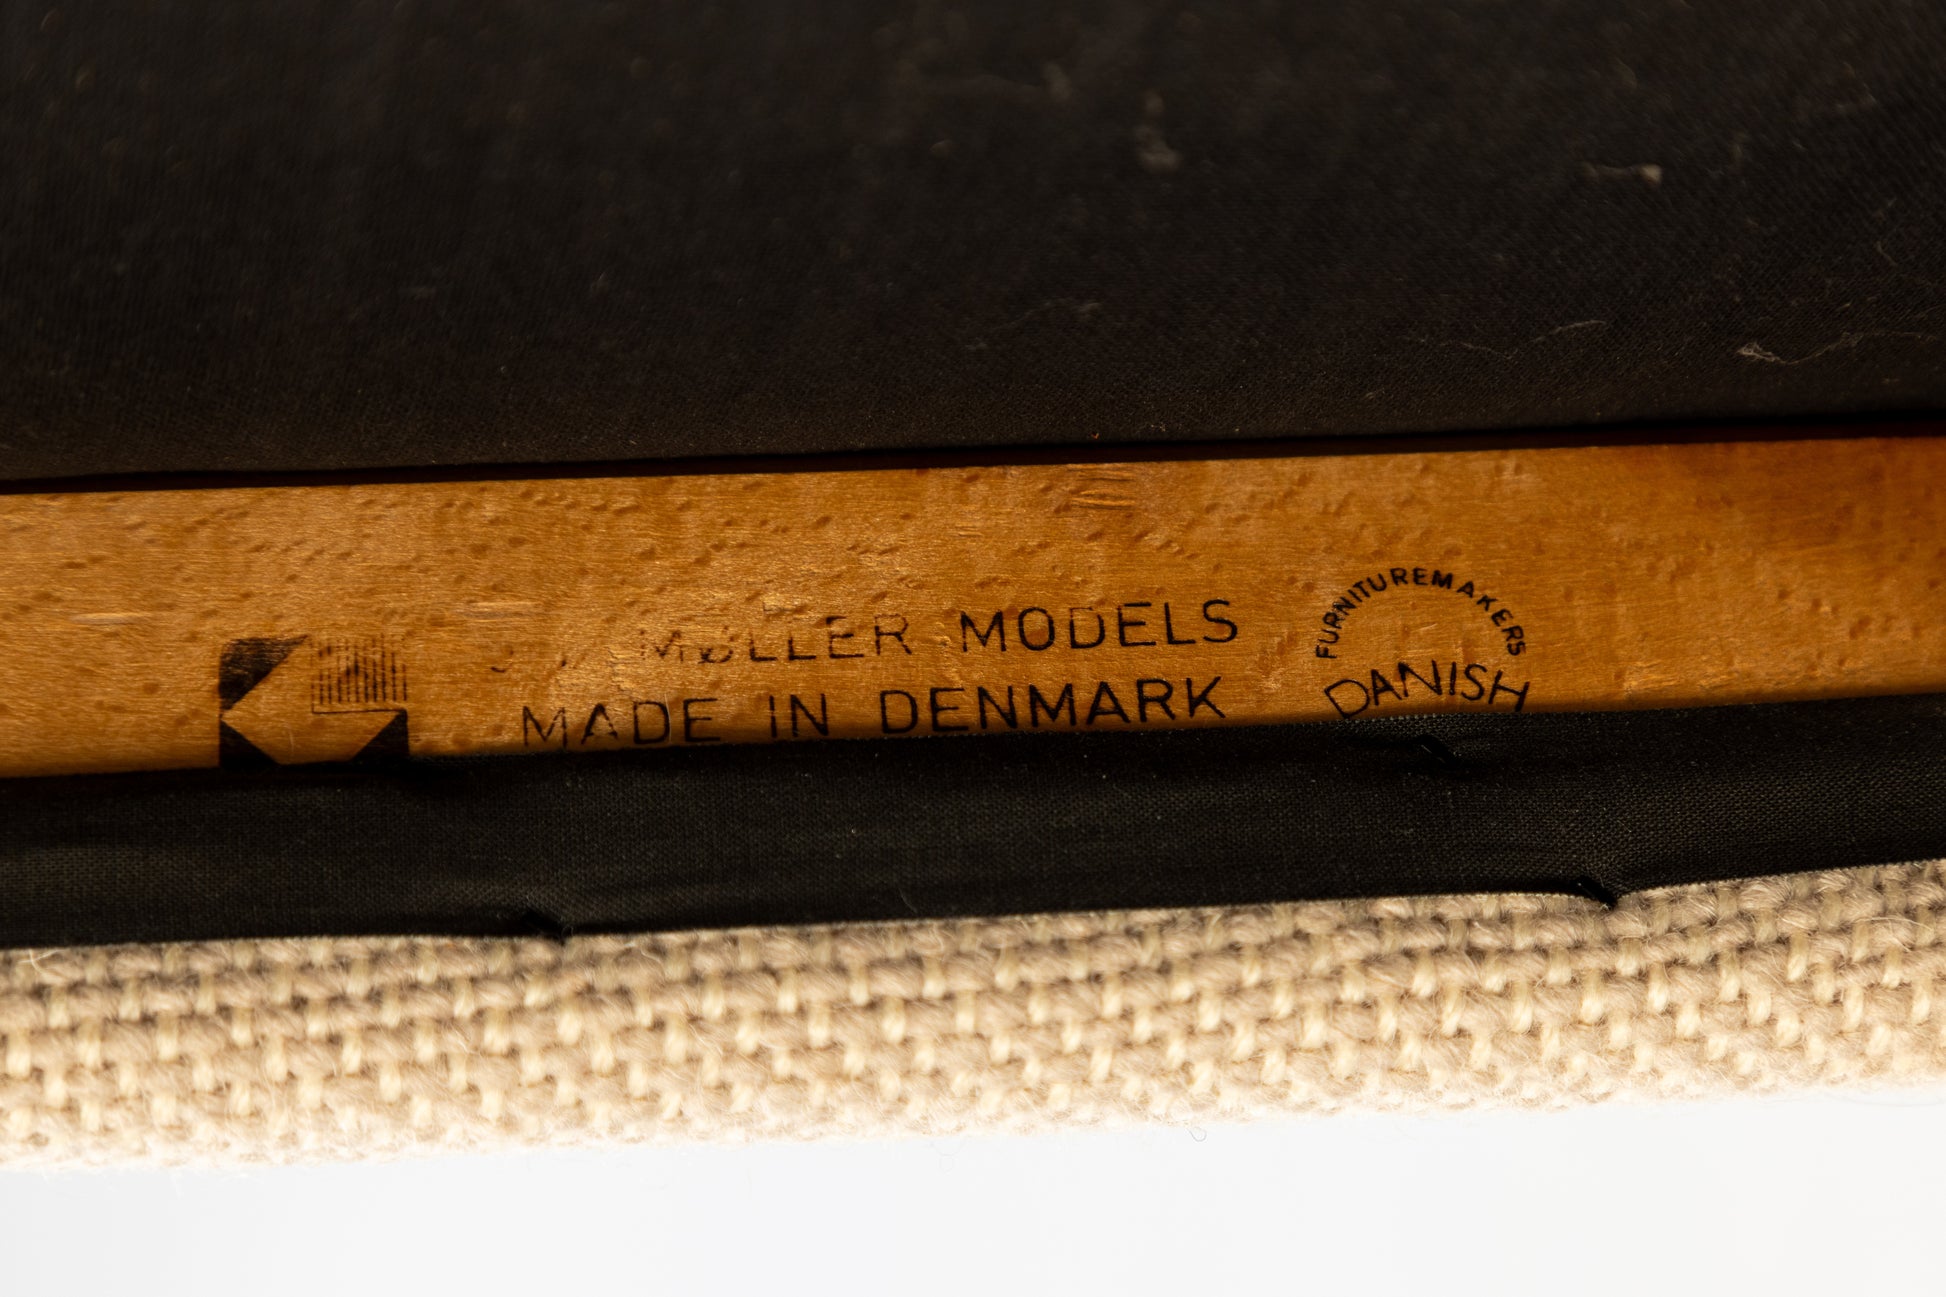 MØLLER MODELS
MADE IN DENMARK
FURNITUREMAKERS
DANISH